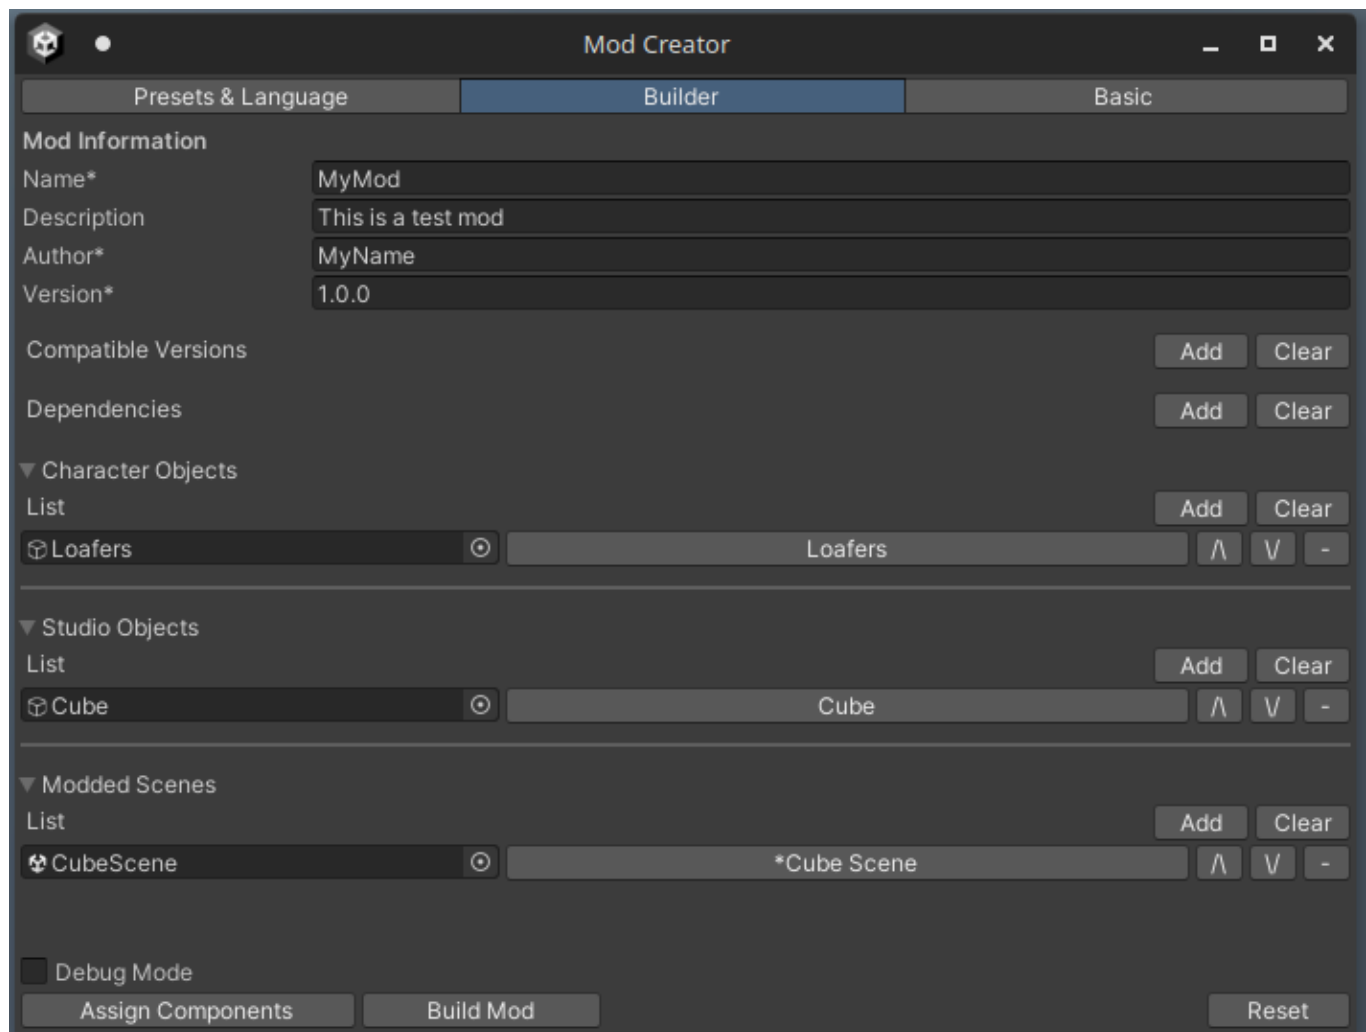 Mod Creator
Presets & Language Builder Basic
Mod Information
Name* MyMod
Description This is a test mod
Author* MyName
Version* 1.0.0
Compatible Versions Add Clear
Dependencies Add Clear
Character Objects
List Add Clear
Loafers Loafers /\ \/ -
Studio Objects
List Add Clear
Cube Cube /\ \/ -
Modded Scenes
List Add Clear
CubeScene *Cube Scene /\ \/ -
Debug Mode
Assign Components Build Mod Reset